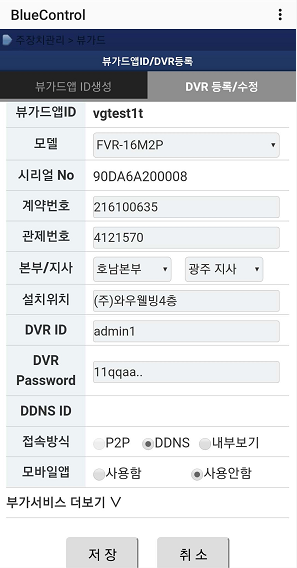 BlueControl
주장치관리 > 뷰가드
뷰가드앱ID/DVR등록
뷰가드앱 ID생성 DVR 등록/수정
뷰가드앱ID vgtest1t
모델 FVR-16M2P
시리얼 No 90DA6A200008
계약번호 216100635
관제번호 4121570
본부/지사 호남본부 광주 지사
설치위치 (주)와우웰빙4층
DVR ID admin1
DVR
Password 11qqaa..
DDNS ID
접속방식 P2P DDNS 내부보기
모바일앱 사용함 사용안함
부가서비스 더보기 ∨
저 장 취 소